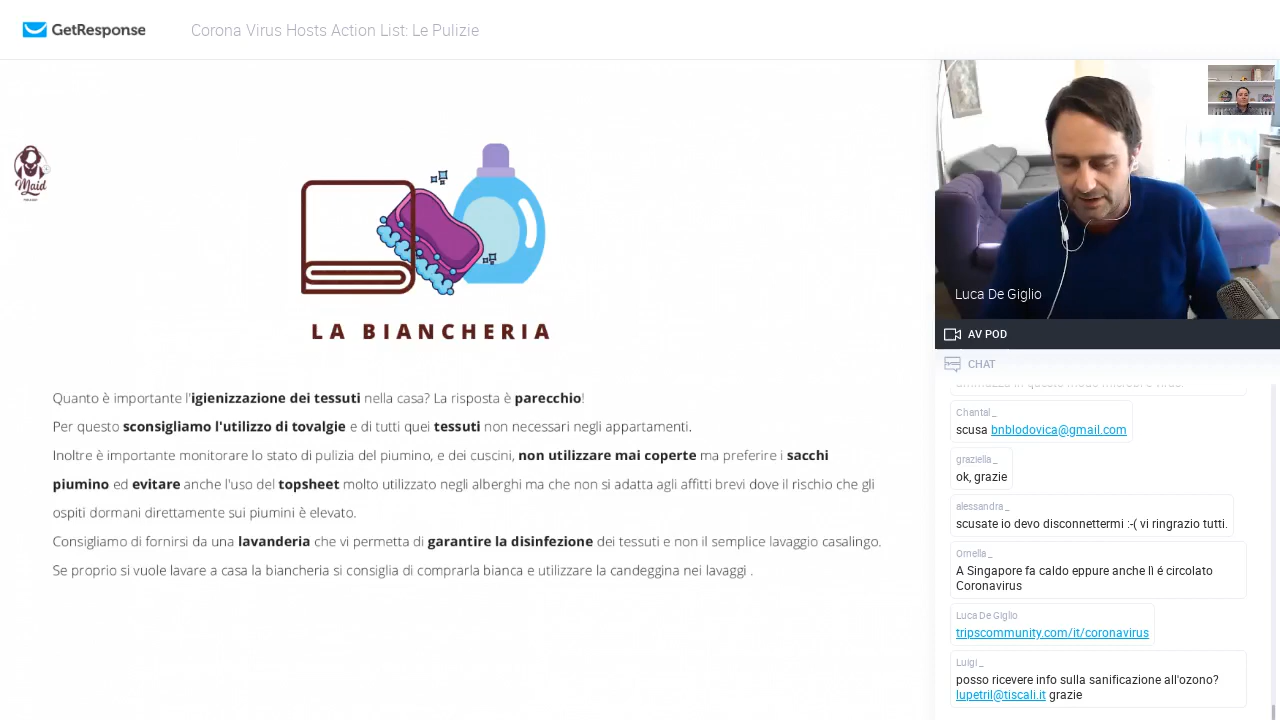 GetResponse
Corona Virus Hosts Action List: Le Pulizie
Maid
LA BIANCHERIA
Quanto è importante l'igienizzazione dei tessuti nella casa? La risposta è parecchio!
Per questo sconsigliamo l'utilizzo di tovalgie e di tutti quei tessuti non necessari negli appartamenti.
Inoltre è importante monitorare lo stato di pulizia del piumino, e dei cuscini, non utilizzare mai coperte ma preferire i sacchi
piumino ed evitare anche l'uso del topsheet molto utilizzato negli alberghi ma che non si adatta agli affitti brevi dove il rischio che gli
ospiti dormani direttamente sui piumini è elevato.
Consigliamo di fornirsi da una lavanderia che vi permetta di garantire la disinfezione dei tessuti e non il semplice lavaggio casalingo.
Se proprio si vuole lavare a casa la biancheria si consiglia di comprarla bianca e utilizzare la candeggina nei lavaggi .
Luca De Giglio
AV POD
CHAT
Chantal _
scusa bnblodovica@gmail.com
graziella _
ok, grazie
alessandra _
scusate io devo disconnettermi :-( vi ringrazio tutti.
Ornella _
A Singapore fa caldo eppure anche lì é circolato
Coronavirus
Luca De Giglio
tripscommunity.com/it/coronavirus
Luigi _
posso ricevere info sulla sanificazione all'ozono?
lupetril@tiscali.it grazie